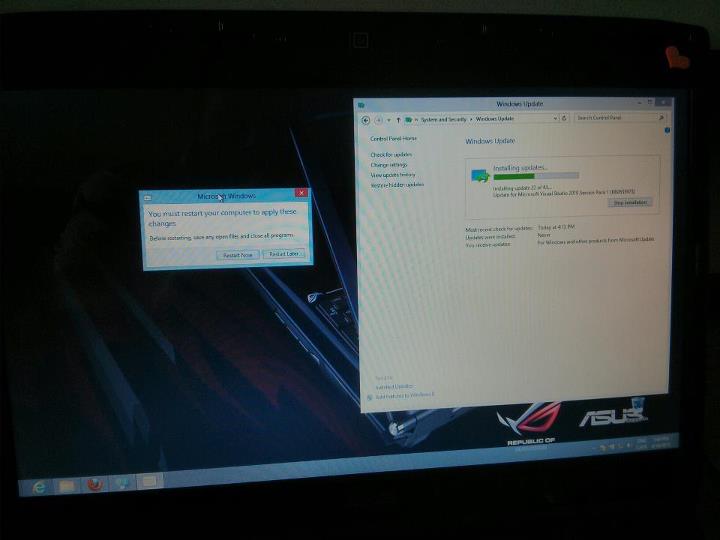 Windows Update
System and Security
Windows Update
Search Control Panel
Control Panel Home
Check for updates
Change settings
View update history
Restore hidden updates
Windows Update
Installing updates...
Installing update 22 of 43...
Update for Microsoft Visual Studio 2010 Service Pack 1
Stop installation
Most recent check for updates: Today at 4:13 PM
Updates were installed: Never
You receive updates: For Windows and other products from Microsoft Update
See also
Installed Updates
Add features to Windows 8
Microsoft Windows
You must restart your computer to apply these
changes
Before restarting, save any open files and close all programs.
Restart Now
Restart Later
REPUBLIC OF
ASUS
ENG